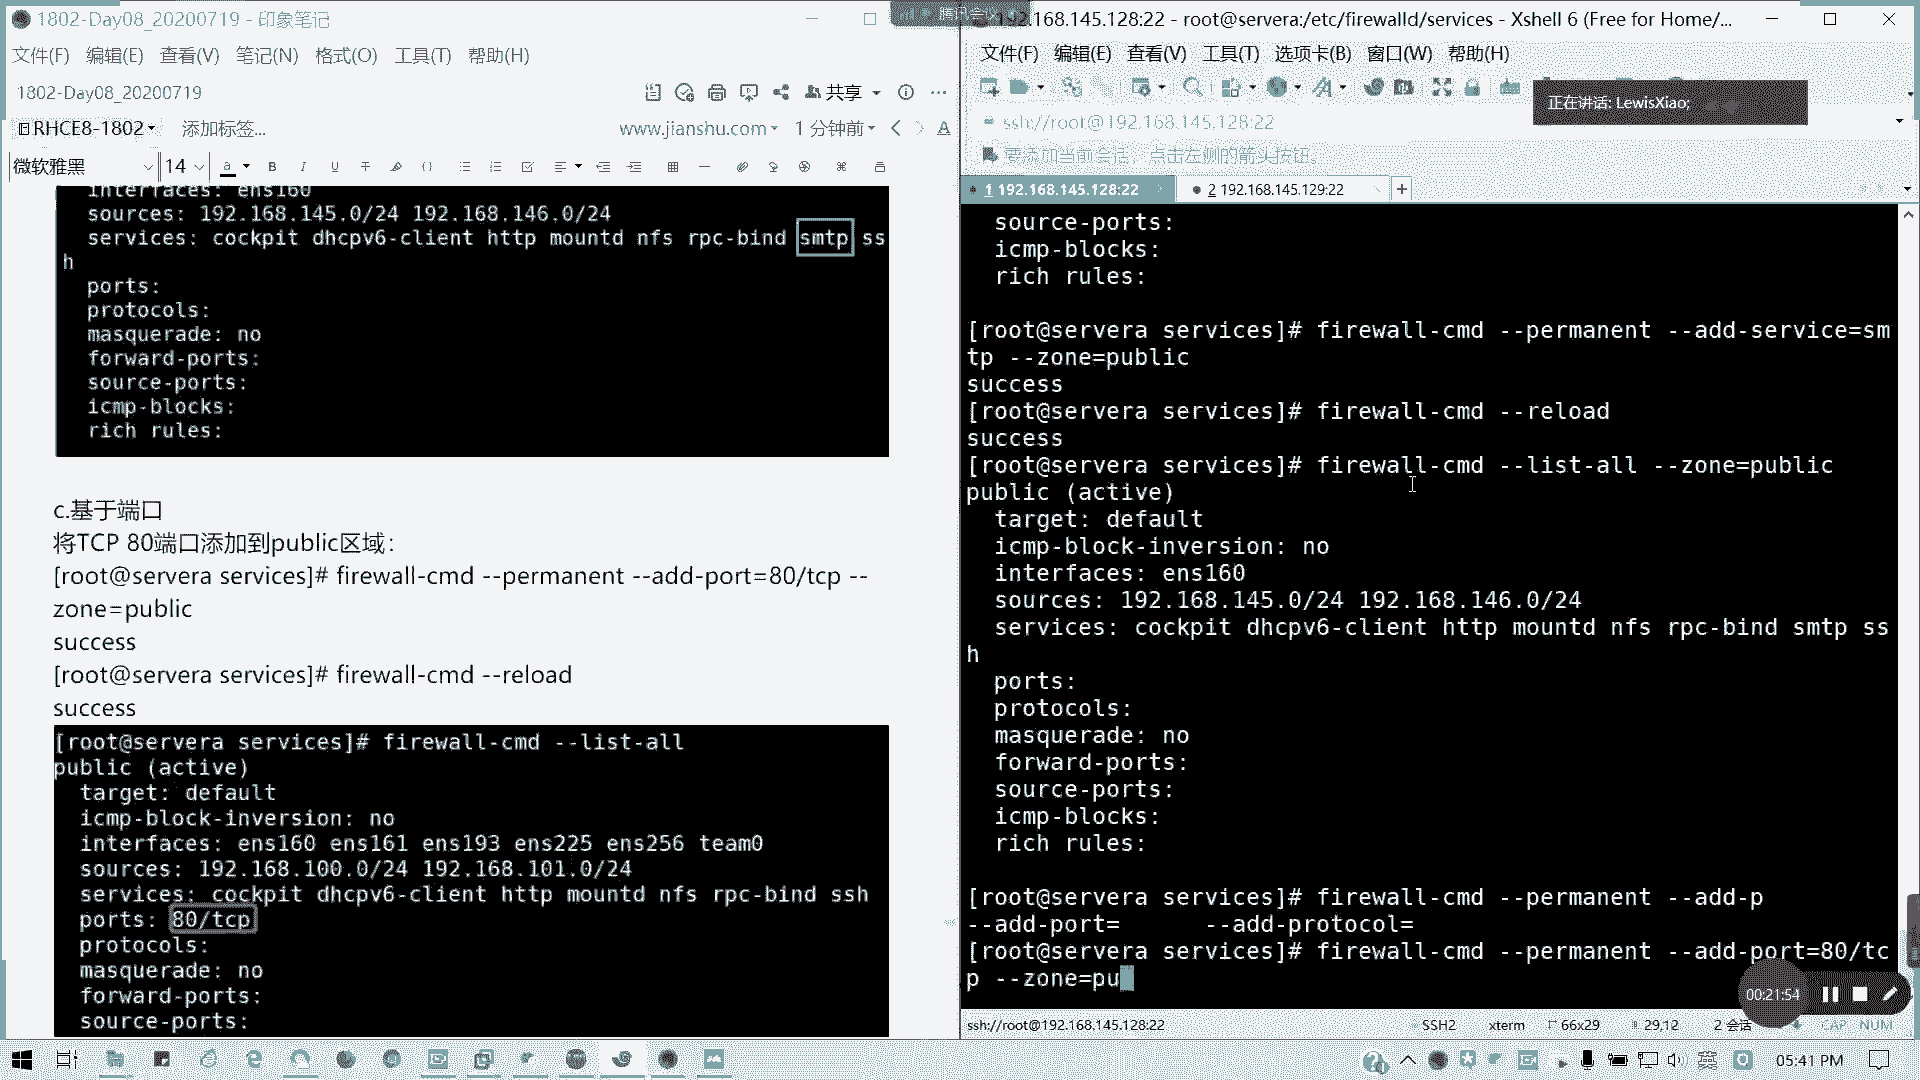 1802-Day08_20200719 - 印象笔记
文件(F) 编辑(E) 查看(V) 笔记(N) 格式(O) 工具(T) 帮助(H)
1802-Day08_20200719
共享
RHCE8-1802
添加标签...
www.jianshu.com
1 分钟前
微软雅黑
14
interfaces: ens160
sources: 192.168.145.0/24 192.168.146.0/24
services: cockpit dhcpv6-client http mountd nfs rpc-bind smtp ss
h
ports:
protocols:
masquerade: no
forward-ports:
source-ports:
icmp-blocks:
rich rules:
c.基于端口
将TCP 80端口添加到public区域：
[root@servera services]# firewall-cmd --permanent --add-port=80/tcp --
zone=public
success
[root@servera services]# firewall-cmd --reload
success
[root@servera services]# firewall-cmd --list-all
public (active)
target: default
icmp-block-inversion: no
interfaces: ens160 ens161 ens193 ens225 ens256 team0
sources: 192.168.100.0/24 192.168.101.0/24
services: cockpit dhcpv6-client http mountd nfs rpc-bind ssh
ports: 80/tcp
protocols:
masquerade: no
forward-ports:
source-ports:
腾讯会议
.168.145.128:22 - root@servera:/etc/firewalld/services - Xshell 6 (Free for Home/...
文件(F) 编辑(E) 查看(V) 工具(T) 选项卡(B) 窗口(W) 帮助(H)
正在讲话: LewisXiao;
ssh://root@192.168.145.128:22
要添加当前会话，点击左侧的箭头按钮。
1 192.168.145.128:22
2 192.168.145.129:22
source-ports:
icmp-blocks:
rich rules:
[root@servera services]# firewall-cmd --permanent --add-service=sm
tp --zone=public
success
[root@servera services]# firewall-cmd --reload
success
[root@servera services]# firewall-cmd --list-all --zone=public
public (active)
target: default
icmp-block-inversion: no
interfaces: ens160
sources: 192.168.145.0/24 192.168.146.0/24
services: cockpit dhcpv6-client http mountd nfs rpc-bind smtp ss
h
ports:
protocols:
masquerade: no
forward-ports:
source-ports:
icmp-blocks:
rich rules:
[root@servera services]# firewall-cmd --permanent --add-p
--add-port= --add-protocol=
[root@servera services]# firewall-cmd --permanent --add-port=80/tc
p --zone=pu
00:21:54
ssh://root@192.168.145.128:22
SSH2
xterm
66x29
29,12
2 会话
CAP NUM
英
05:41 PM